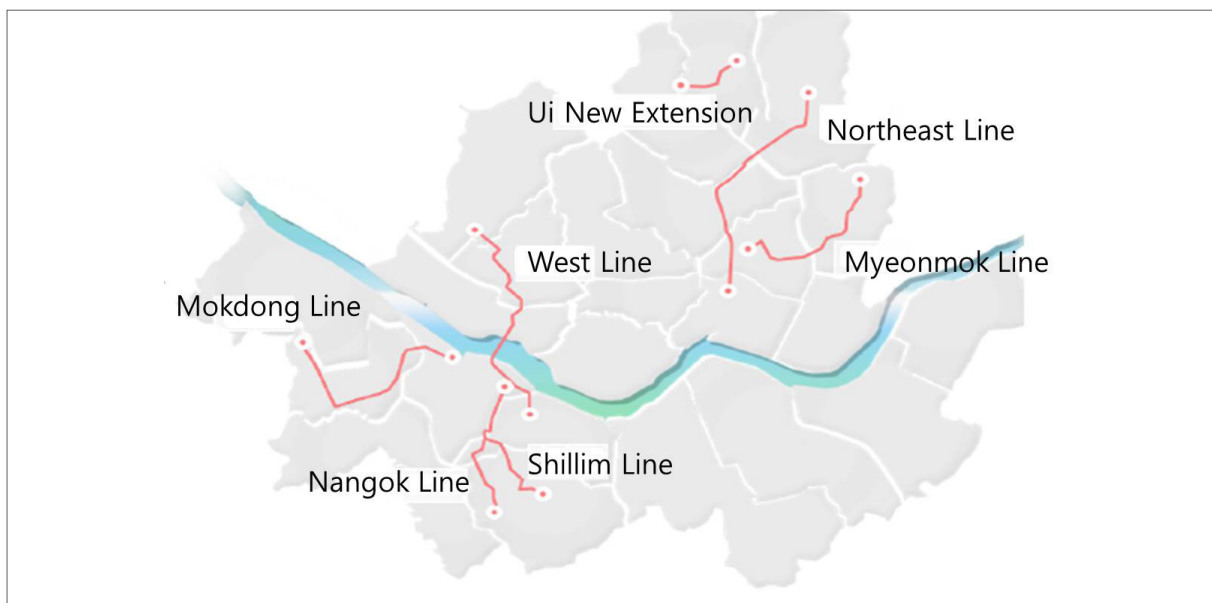 Ui New Extension
Northeast Line
West Line
Myeonmok Line
Mokdong Line
Shillim Line
Nangok Line